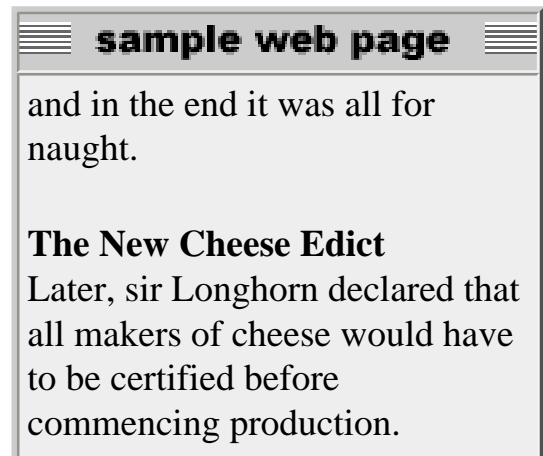 sample web page
and in the end it was all for
naught.
The New Cheese Edict
Later, sir Longhorn declared that
all makers of cheese would have
to be certified before
commencing production.